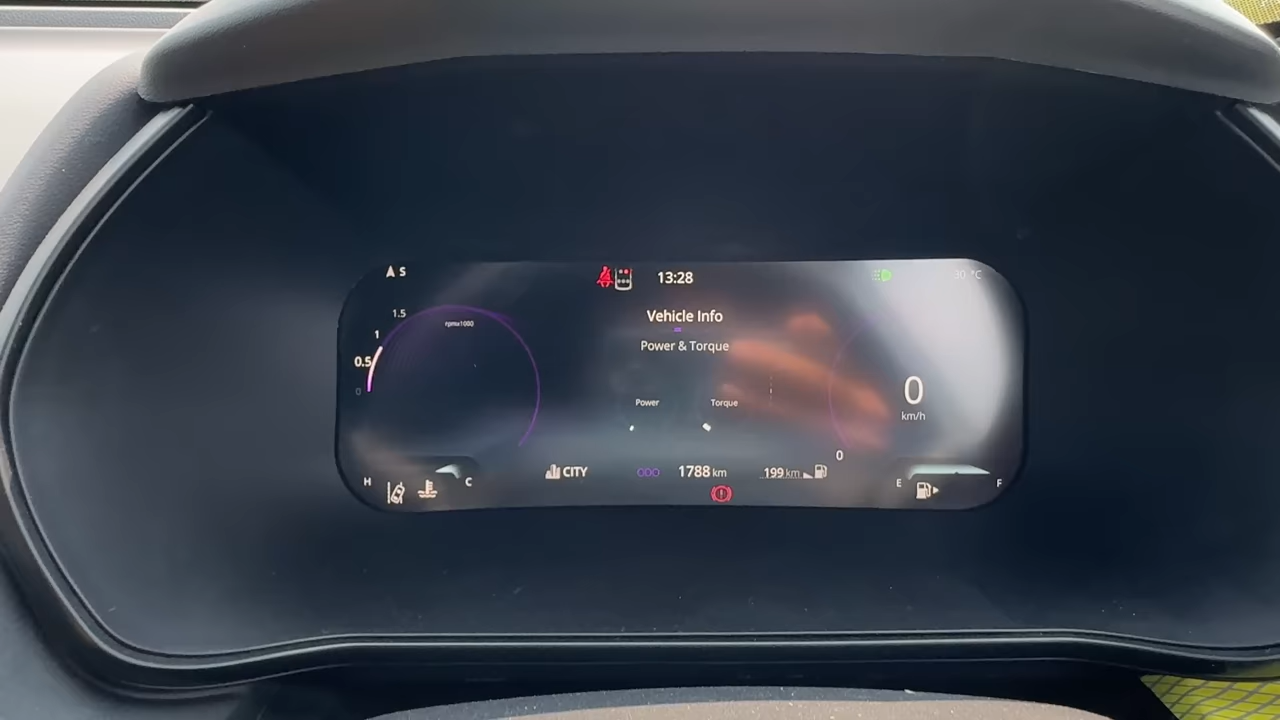 S
13:28
30 °C
1.5
rpmx1000
Vehicle Info
1
Power & Torque
0.5
0
0
km/h
Power
Torque
0
H
C
CITY
1788 km
199 km
E
F